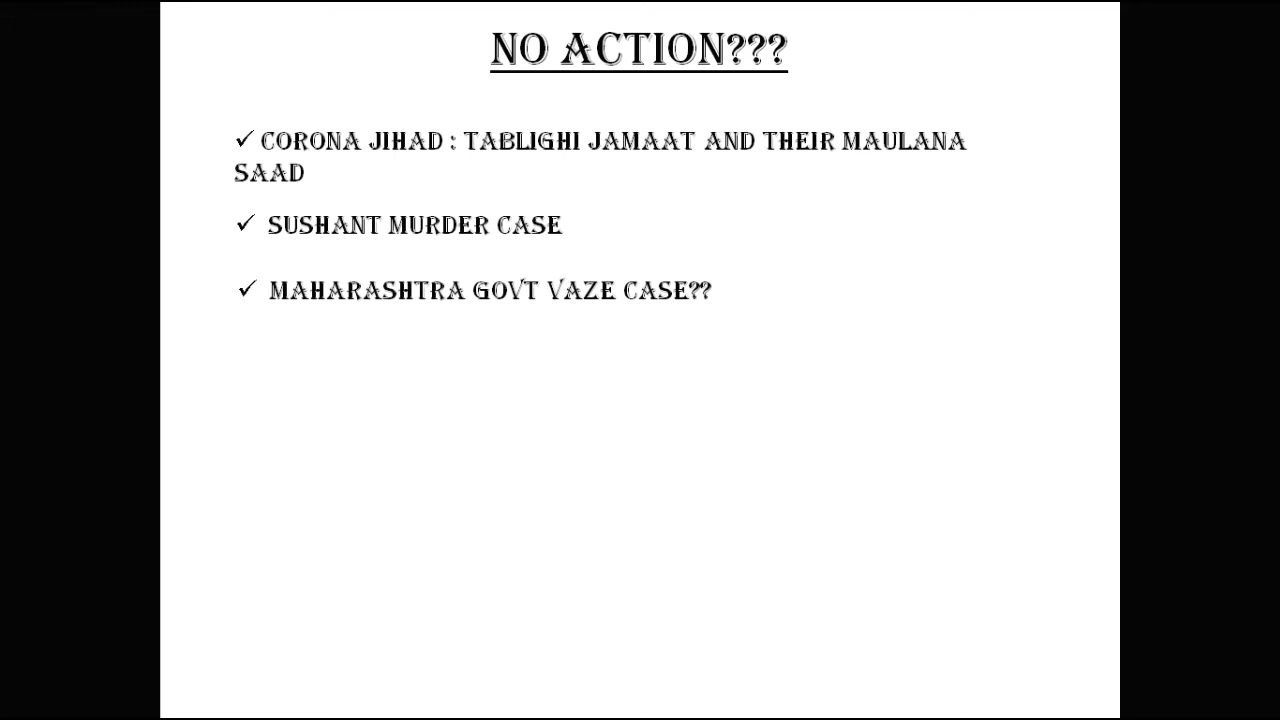 NO ACTION???
✓ CORONA JIHAD : TABLIGHI JAMAAT AND THEIR MAULANA
SAAD
✓ SUSHANT MURDER CASE
✓ MAHARASHTRA GOVT VAZE CASE??